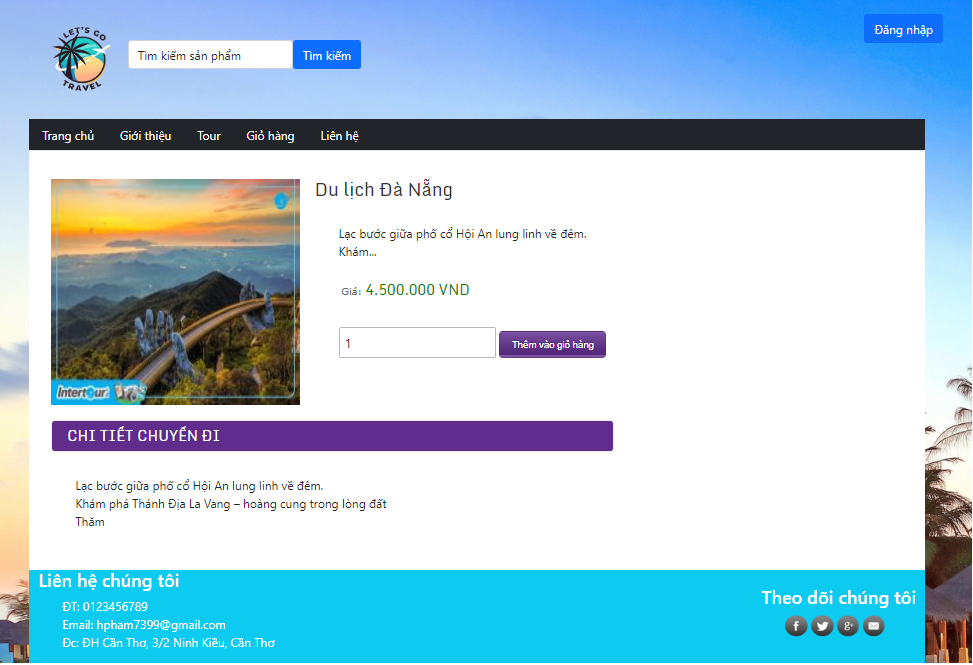 LET'S GO
TRAVEL
Tìm kiếm sản phẩm
Tìm kiếm
Đăng nhập
Trang chủ
Giới thiệu
Tour
Giỏ hàng
Liên hệ
Du lịch Đà Nẵng
Lạc bước giữa phố cổ Hội An lung linh về đêm.
Khám...
Giá: 4.500.000 VND
1
Thêm vào giỏ hàng
Intertour
CHI TIẾT CHUYẾN ĐI
Lạc bước giữa phố cổ Hội An lung linh về đêm.
Khám phá Thánh Địa La Vang – hoàng cung trong lòng đất
Thăm
Liên hệ chúng tôi
ĐT: 0123456789
Email: hpham7399@gmail.com
Đc: ĐH Cần Thơ, 3/2 Ninh Kiều, Cần Thơ
Theo dõi chúng tôi